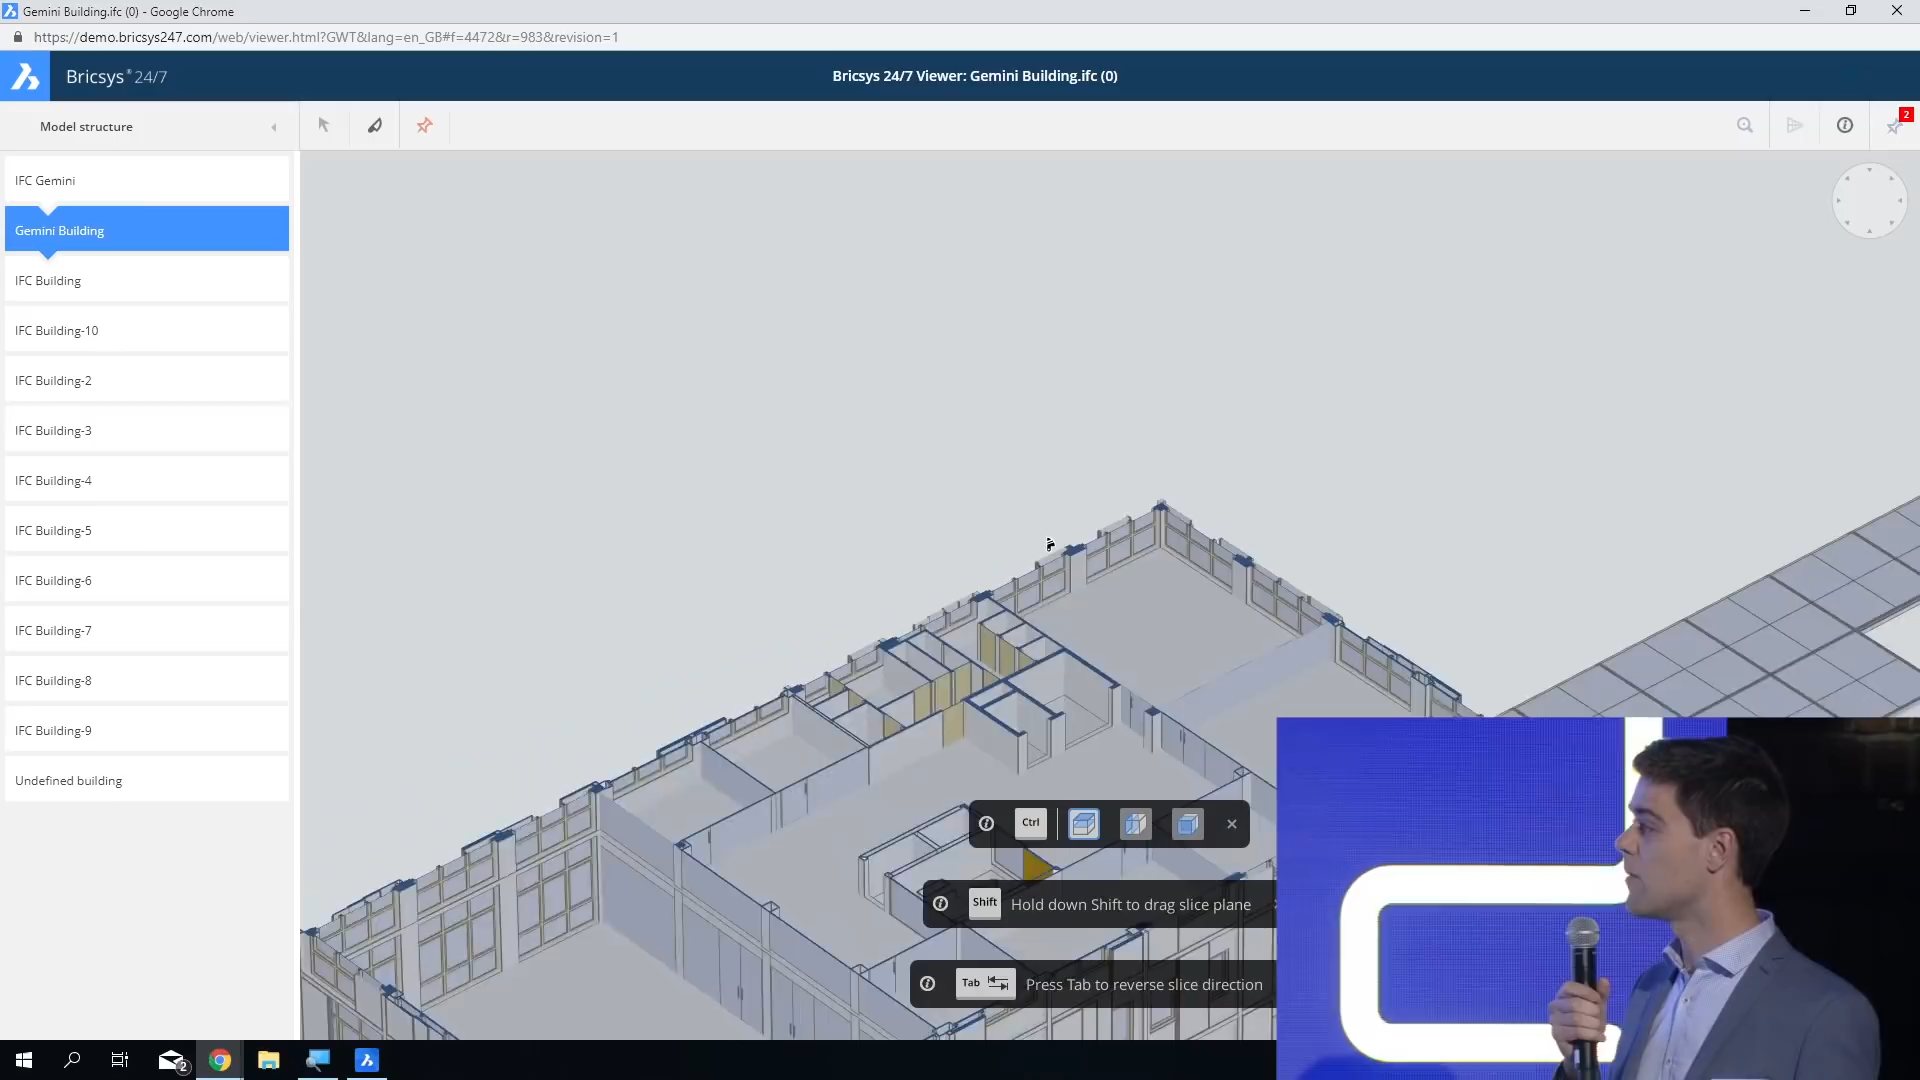 Gemini Building.ifc (0) - Google Chrome
https://demo.bricsys247.com/web/viewer.html?GWT&lang=en_GB#f=4472&r=983&revision=1
Bricsys® 24/7
Bricsys 24/7 Viewer: Gemini Building.ifc (0)
Model structure
2
IFC Gemini
Gemini Building
IFC Building
IFC Building-10
IFC Building-2
IFC Building-3
IFC Building-4
IFC Building-5
IFC Building-6
IFC Building-7
IFC Building-8
IFC Building-9
Undefined building
Ctrl
Shift Hold down Shift to drag slice plane
Tab Press Tab to reverse slice direction
2